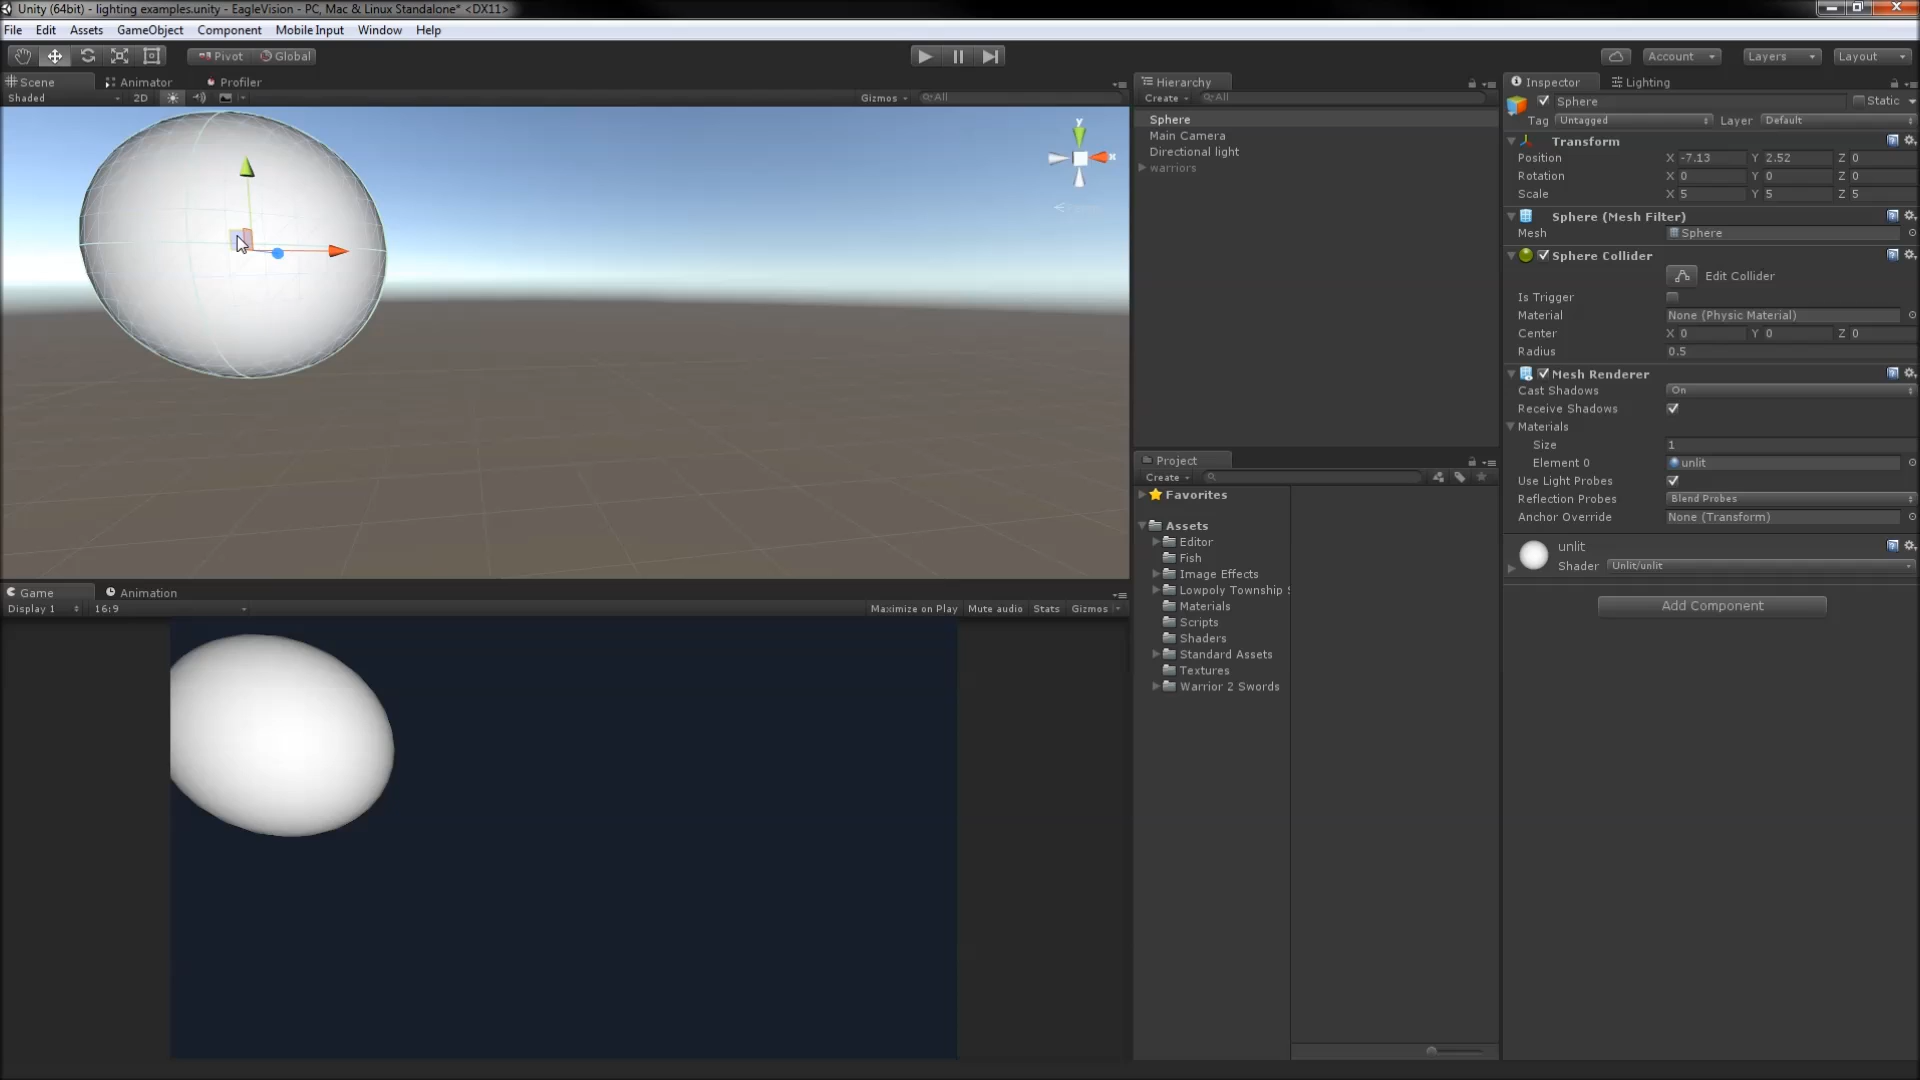 Unity (64bit) - lighting examples.unity - EagleVision - PC, Mac & Linux Standalone* <DX11>
File Edit Assets GameObject Component Mobile Input Window Help
Pivot Global Account Layers Layout
Scene Animator Profiler
Shaded 2D Gizmos All
y
x
Game Animation
Display 1 16:9 Maximize on Play Mute audio Stats Gizmos
Hierarchy
Create All
Sphere
Main Camera
Directional light
warriors
Project
Create
Favorites
Assets
Editor
Fish
Image Effects
Lowpoly Township S
Materials
Scripts
Shaders
Standard Assets
Textures
Warrior 2 Swords
Inspector Lighting
Sphere Static
Tag Untagged Layer Default
Transform
Position X -7.13 Y 2.52 Z 0
Rotation X 0 Y 0 Z 0
Scale X 5 Y 5 Z 5
Sphere (Mesh Filter)
Mesh Sphere
Sphere Collider
Edit Collider
Is Trigger
Material None (Physic Material)
Center X 0 Y 0 Z 0
Radius 0.5
Mesh Renderer
Cast Shadows On
Receive Shadows
Materials
Size 1
Element 0 unlit
Use Light Probes
Reflection Probes Blend Probes
Anchor Override None (Transform)
unlit
Shader Unlit/unlit
Add Component